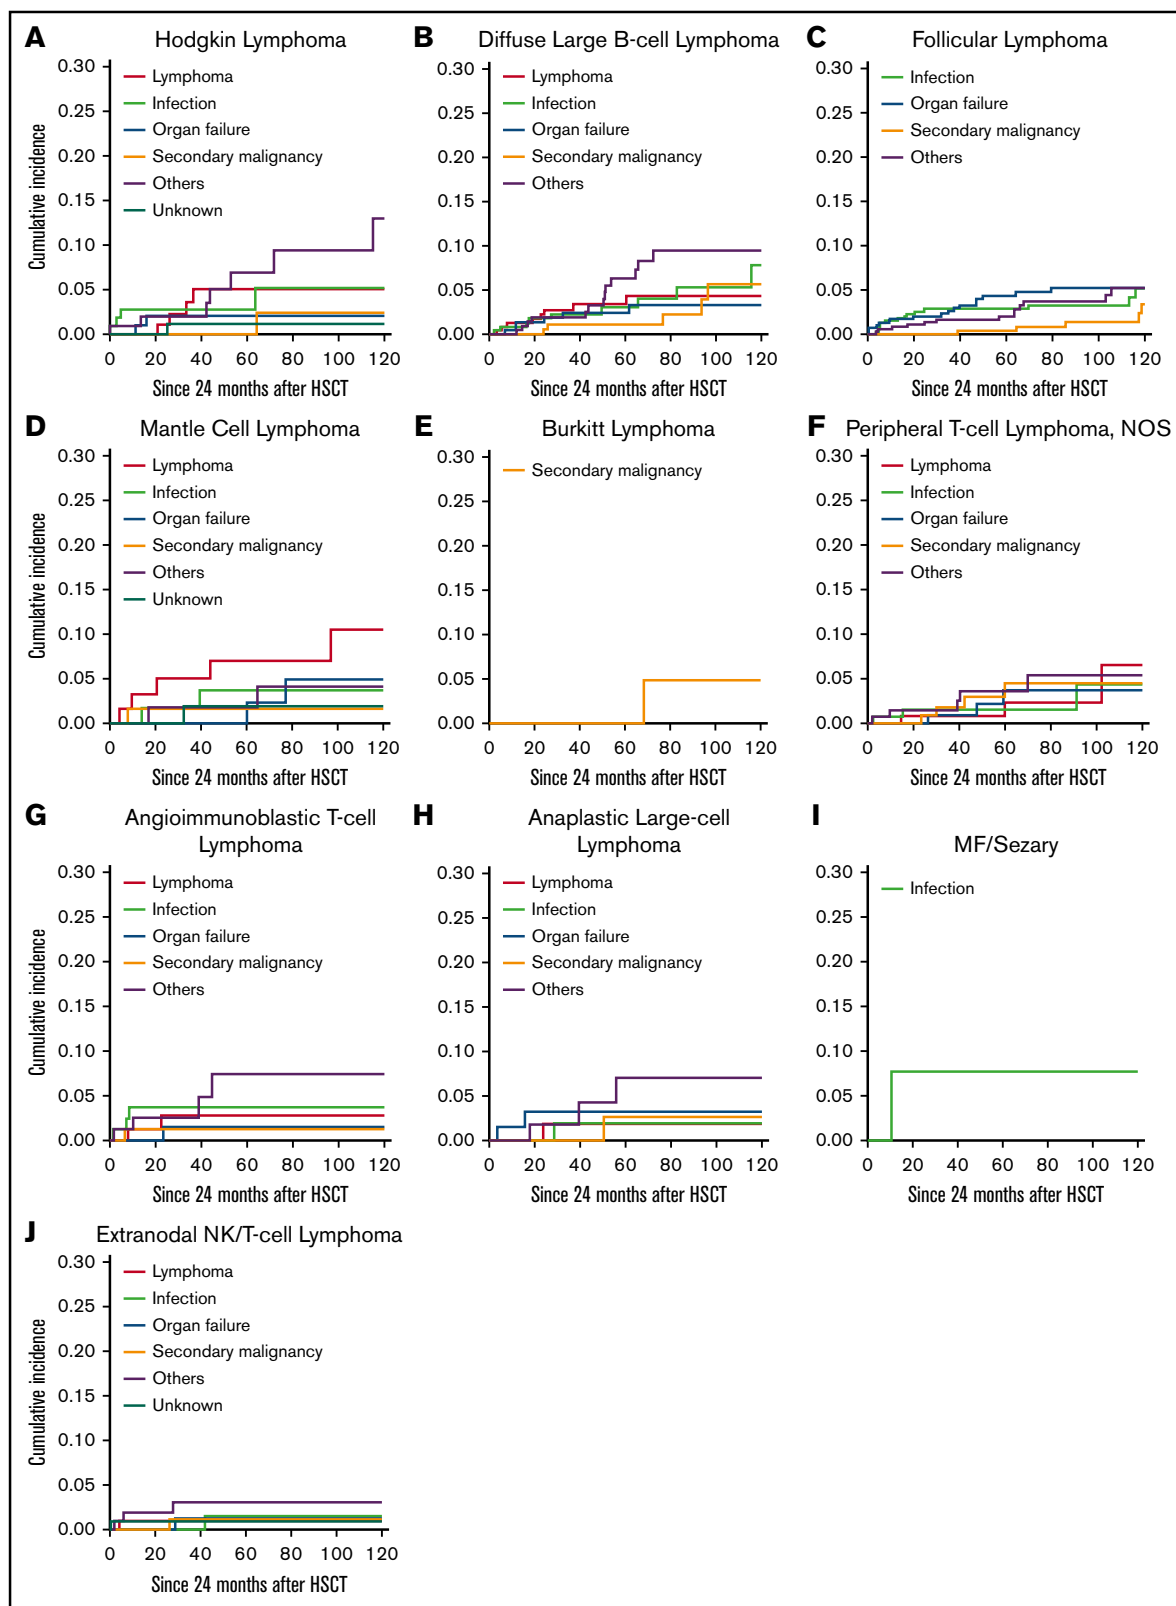 A
Hodgkin Lymphoma
0.30
0.25
0.20
0.15
0.10
0.05
0.00
Cumulative incidence
Lymphoma
Infection
Organ failure
Secondary malignancy
Others
Unknown
0 20 40 60 80 100 120
Since 24 months after HSCT
B
Diffuse Large B-cell Lymphoma
0.30
0.25
0.20
0.15
0.10
0.05
0.00
Lymphoma
Infection
Organ failure
Secondary malignancy
Others
0 20 40 60 80 100 120
Since 24 months after HSCT
C
Follicular Lymphoma
0.30
0.25
0.20
0.15
0.10
0.05
0.00
Infection
Organ failure
Secondary malignancy
Others
0 20 40 60 80 100 120
Since 24 months after HSCT
D
Mantle Cell Lymphoma
0.30
0.25
0.20
0.15
0.10
0.05
0.00
Cumulative incidence
Lymphoma
Infection
Organ failure
Secondary malignancy
Others
Unknown
0 20 40 60 80 100 120
Since 24 months after HSCT
E
Burkitt Lymphoma
0.30
0.25
0.20
0.15
0.10
0.05
0.00
Secondary malignancy
0 20 40 60 80 100 120
Since 24 months after HSCT
F
Peripheral T-cell Lymphoma, NOS
0.30
0.25
0.20
0.15
0.10
0.05
0.00
Lymphoma
Infection
Organ failure
Secondary malignancy
Others
0 20 40 60 80 100 120
Since 24 months after HSCT
G
Angioimmunoblastic T-cell
Lymphoma
0.30
0.25
0.20
0.15
0.10
0.05
0.00
Cumulative incidence
Lymphoma
Infection
Organ failure
Secondary malignancy
Others
0 20 40 60 80 100 120
Since 24 months after HSCT
H
Anaplastic Large-cell
Lymphoma
0.30
0.25
0.20
0.15
0.10
0.05
0.00
Lymphoma
Infection
Organ failure
Secondary malignancy
Others
0 20 40 60 80 100 120
Since 24 months after HSCT
I
MF/Sezary
0.30
0.25
0.20
0.15
0.10
0.05
0.00
Infection
0 20 40 60 80 100 120
Since 24 months after HSCT
J
Extranodal NK/T-cell Lymphoma
0.30
0.25
0.20
0.15
0.10
0.05
0.00
Cumulative incidence
Lymphoma
Infection
Organ failure
Secondary malignancy
Others
Unknown
0 20 40 60 80 100 120
Since 24 months after HSCT